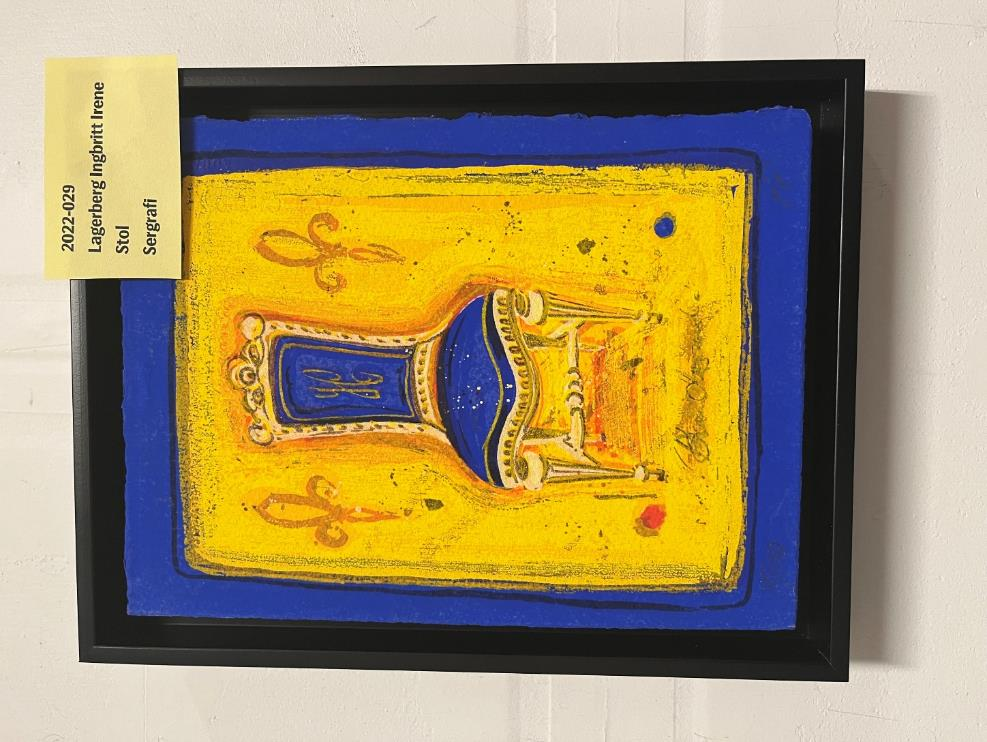 2022-029
Lagerberg Ingbritt Irene
Stol
Sergrafi